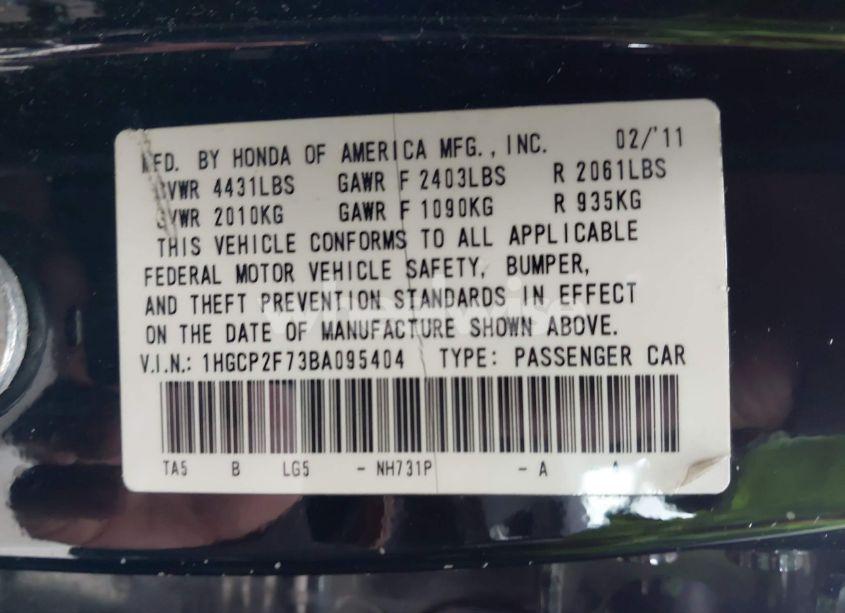 MFD. BY HONDA OF AMERICA MFG., INC. 02/'11
GVWR 4431LBS GAWR F 2403LBS R 2061LBS
GVWR 2010KG GAWR F 1090KG R 935KG
THIS VEHICLE CONFORMS TO ALL APPLICABLE
FEDERAL MOTOR VEHICLE SAFETY, BUMPER,
AND THEFT PREVENTION STANDARDS IN EFFECT
ON THE DATE OF MANUFACTURE SHOWN ABOVE.
V.I.N.: 1HGCP2F73BA095404 TYPE: PASSENGER CAR
TA5 B LG5 - NH731P - A A